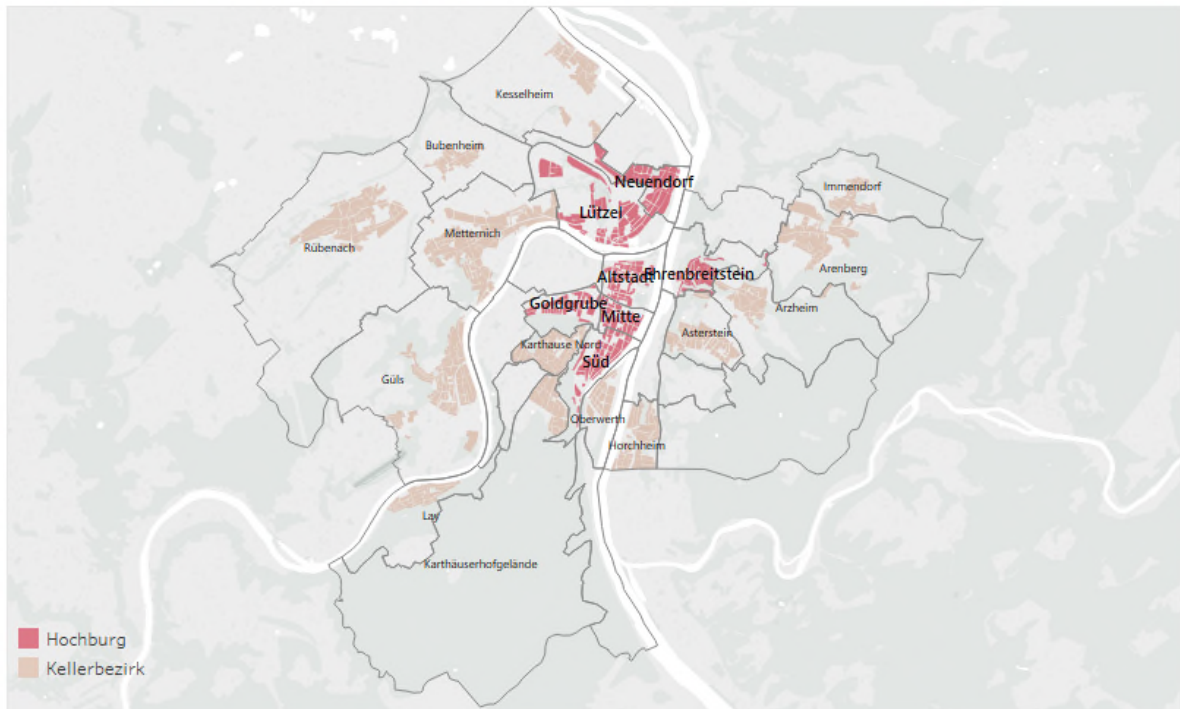 Kesselheim
Bubenheim
Neuendorf
Immendorf
Lützel
Metternich
Rübenach
Arenberg
Altstadt
Ehrenbreitstein
Goldgrube
Mitte
Arzheim
Asterstein
Karthause Nord
Süd
Güls
Oberwerth
Horchheim
Lay
Karthäuserhofgelände
Hochburg
Kellerbezirk